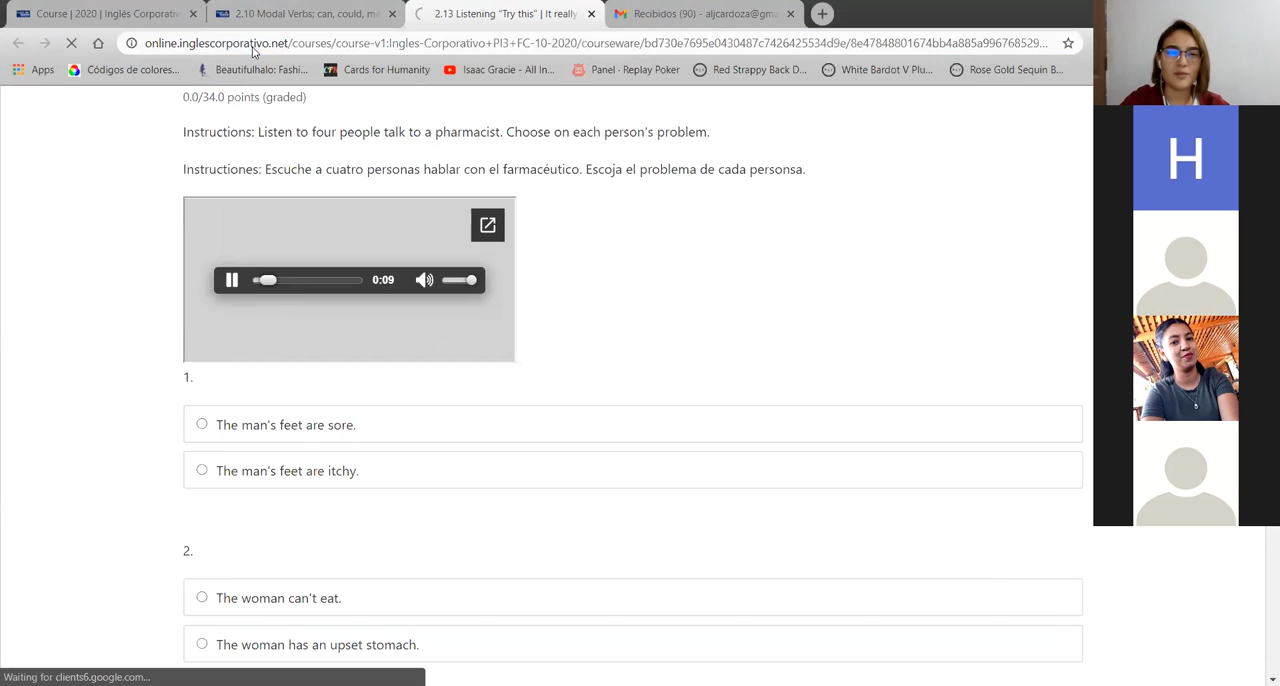 Course | 2020 | Inglés Corporativ
2.10 Modal Verbs; can, could, m
2.13 Listening "Try this" | It really
Recibidos (90) - aljcardoza@gma
online.inglescorporativo.net/courses/course-v1:Ingles-Corporativo+PI3+FC-10-2020/courseware/bd730e7695e0430487c7426425534d9e/8e47848801674bb4a885a996768529...
Apps
Códigos de colores...
Beautifulhalo: Fashi...
Cards for Humanity
Isaac Gracie - All In...
Panel · Replay Poker
Red Strappy Back D...
White Bardot V Plu...
Rose Gold Sequin B...
0.0/34.0 points (graded)
Instructions: Listen to four people talk to a pharmacist. Choose on each person's problem.
Instructiones: Escuche a cuatro personas hablar con el farmacéutico. Escoja el problema de cada personsa.
0:09
1.
The man's feet are sore.
The man's feet are itchy.
2.
The woman can't eat.
The woman has an upset stomach.
Waiting for clients6.google.com...
H